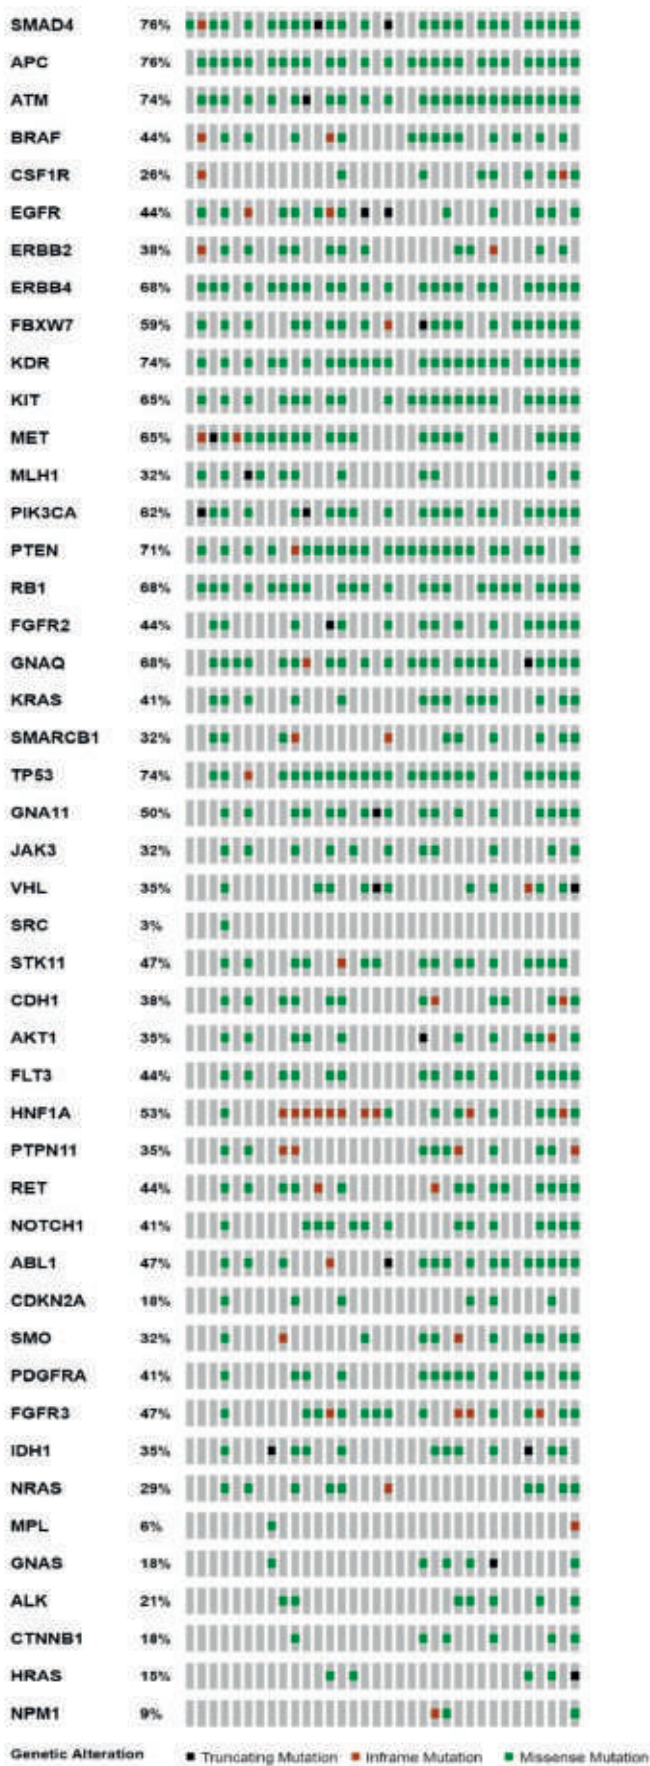 SMAD4 76%
APC 76%
ATM 74%
BRAF 44%
CSF1R 26%
EGFR 44%
ERBB2 38%
ERBB4 68%
FBXW7 59%
KDR 74%
KIT 65%
MET 65%
MLH1 32%
PIK3CA 62%
PTEN 71%
RB1 68%
FGFR2 44%
GNAQ 68%
KRAS 41%
SMARCB1 32%
TP53 74%
GNA11 50%
JAK3 32%
VHL 35%
SRC 3%
STK11 47%
CDH1 38%
AKT1 35%
FLT3 44%
HNF1A 53%
PTPN11 35%
RET 44%
NOTCH1 41%
ABL1 47%
CDKN2A 18%
SMO 32%
PDGFRA 41%
FGFR3 47%
IDH1 35%
NRAS 29%
MPL 6%
GNAS 18%
ALK 21%
CTNNB1 18%
HRAS 15%
NPM1 9%
Genetic Alteration Truncating Mutation Inframe Mutation Missense Mutation